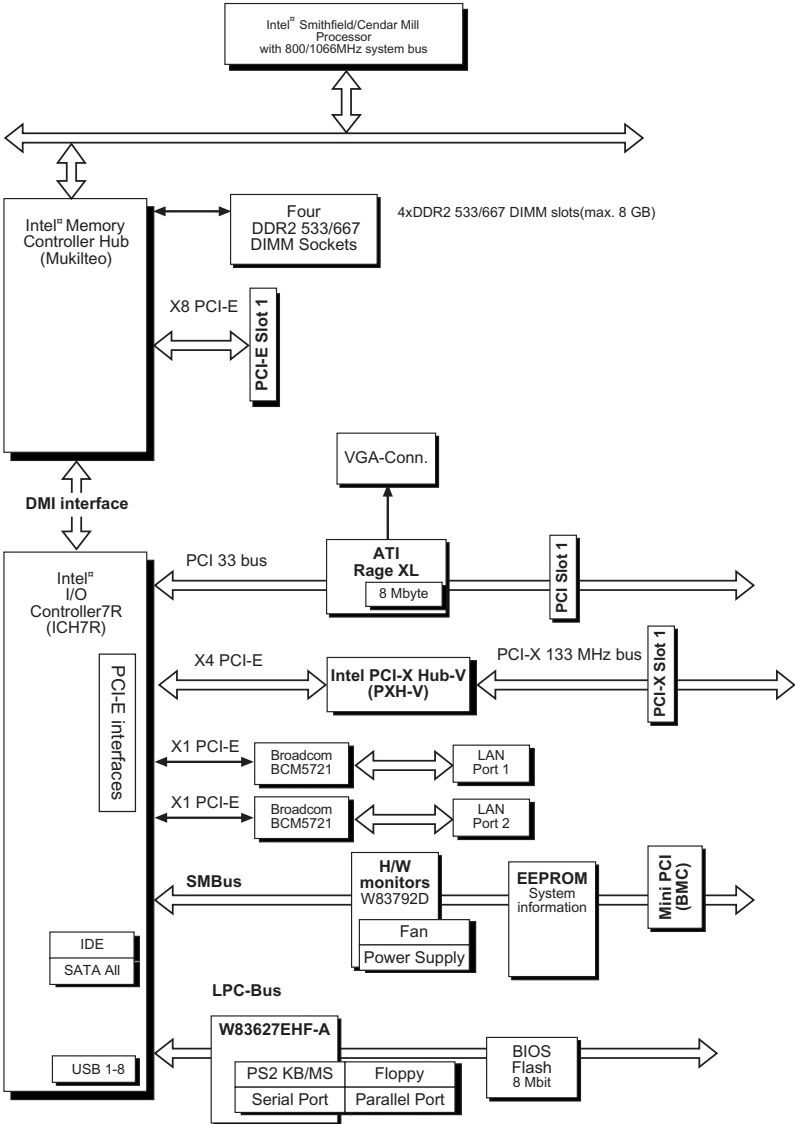 Intel¤ Smithfield/Cendar Mill
Processor
with 800/1066MHz system bus
Intel¤ Memory
Controller Hub
(Mukilteo)
Four
DDR2 533/667
DIMM Sockets
4xDDR2 533/667 DIMM slots(max. 8 GB)
X8 PCI-E
PCI-E Slot 1
VGA-Conn.
DMI interface
Intel¤
I/O
Controller7R
(ICH7R)
PCI 33 bus
ATI
Rage XL
8 Mbyte
PCI Slot 1
PCI-E interfaces
X4 PCI-E
Intel PCI-X Hub-V
(PXH-V)
PCI-X 133 MHz bus
PCI-X Slot 1
X1 PCI-E
Broadcom
BCM5721
LAN
Port 1
X1 PCI-E
Broadcom
BCM5721
LAN
Port 2
SMBus
H/W
monitors
W83792D
Fan
Power Supply
EEPROM
System
information
Mini PCI
(BMC)
IDE
SATA All
LPC-Bus
W83627EHF-A
USB 1-8
PS2 KB/MS
Floppy
Serial Port
Parallel Port
BIOS
Flash
8 Mbit